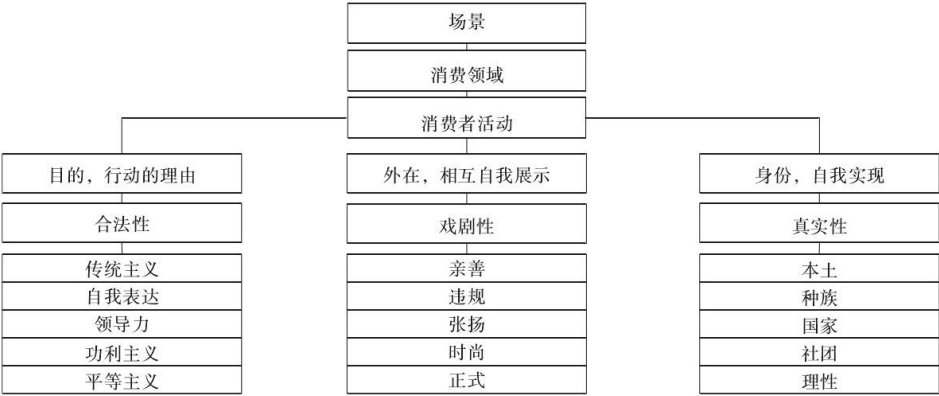 场景
消费领域
消费者活动
目的，行动的理由
外在，相互自我展示
身份，自我实现
合法性
戏剧性
真实性
传统主义
亲善
本土
自我表达
违规
种族
领导力
张扬
国家
功利主义
时尚
社团
平等主义
正式
理性